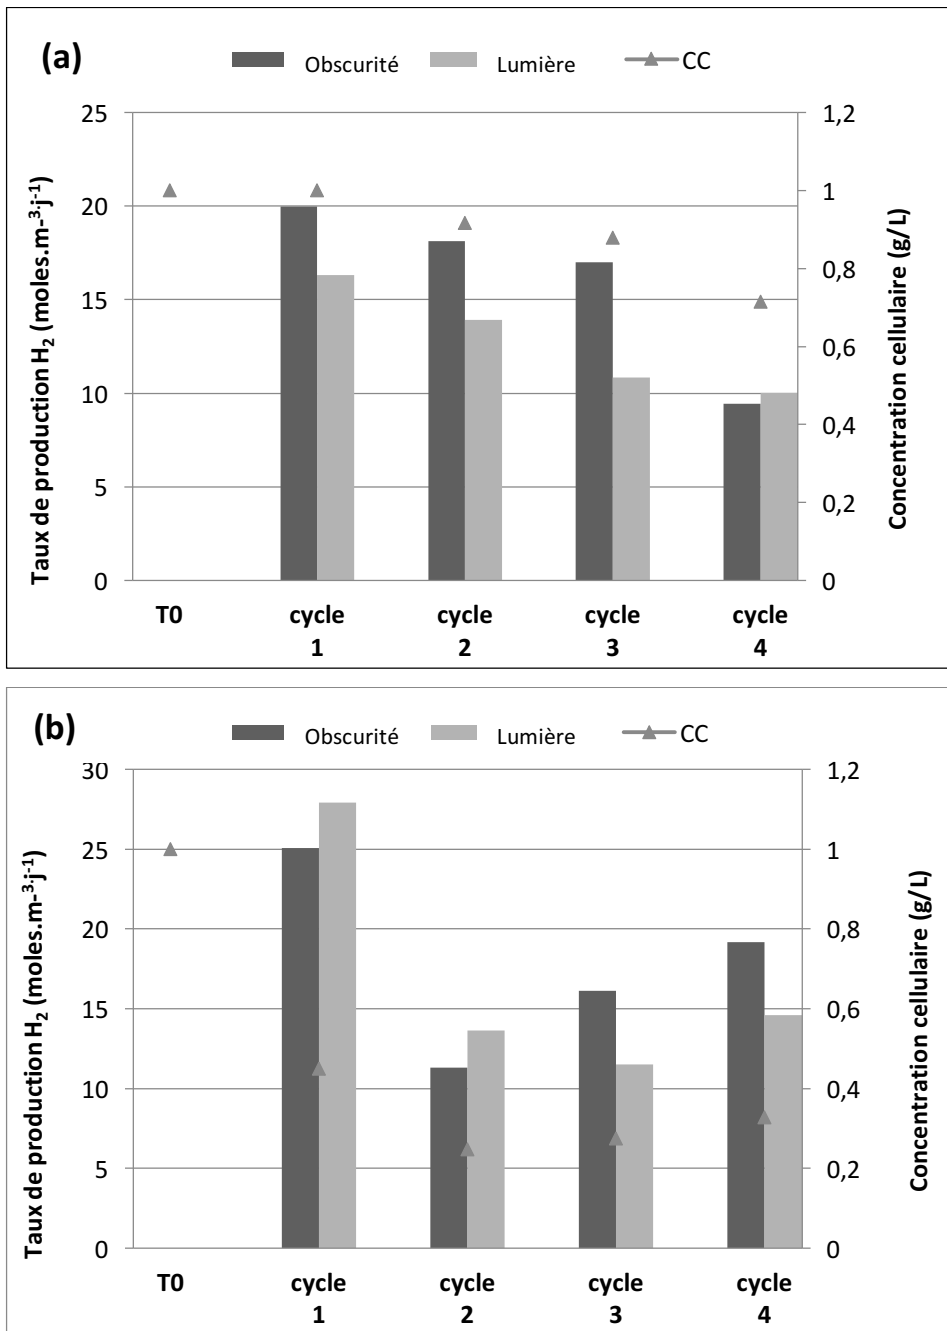 (a)
Obscurité Lumière CC
25
20
15
10
5
0
Taux de production H₂ (moles.m-³·j-¹)
1,2
1
0,8
0,6
0,4
0,2
0
Concentration cellulaire (g/L)
T0 cycle cycle cycle cycle
1 2 3 4
(b)
Obscurité Lumière CC
30
25
20
15
10
5
0
Taux de production H₂ (moles.m-³·j-¹)
1,2
1
0,8
0,6
0,4
0,2
0
Concentration cellulaire (g/L)
T0 cycle cycle cycle cycle
1 2 3 4